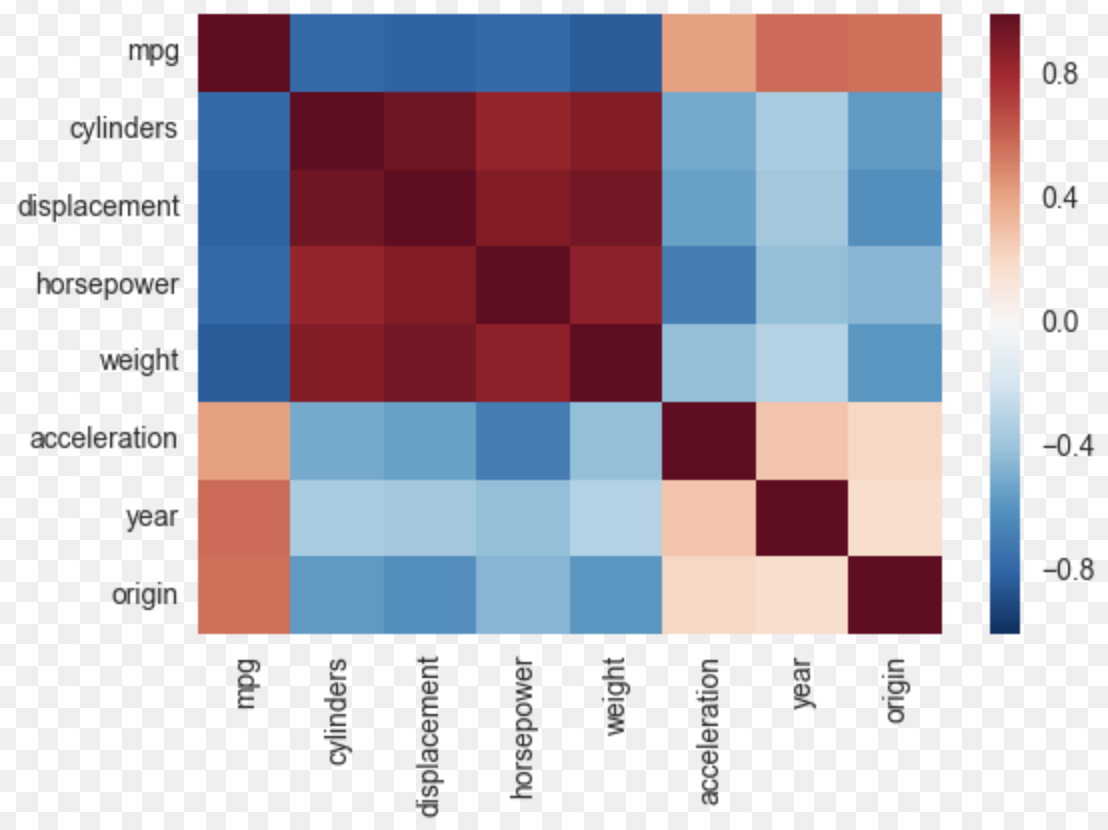 mpg
cylinders
displacement
horsepower
weight
acceleration
year
origin
mpg
cylinders
displacement
horsepower
weight
acceleration
year
origin
0.8
0.4
0.0
−0.4
−0.8